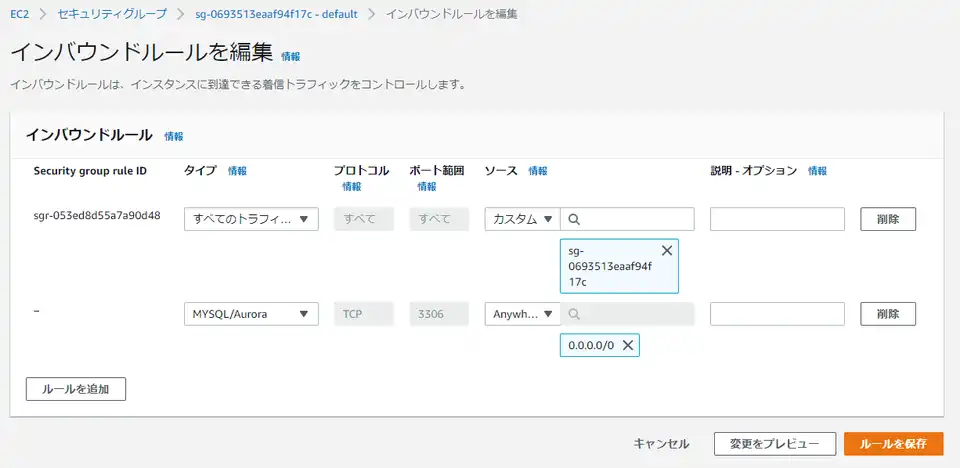 EC2 > セキュリティグループ > sg-0693513eaaf94f17c - default > インバウンドルールを編集
インバウンドルールを編集 情報
インバウンドルールは、インスタンスに到達できる着信トラフィックをコントロールします。
インバウンドルール 情報
Security group rule ID タイプ 情報 プロトコル 情報 ポート範囲 情報 ソース 情報 説明 - オプション 情報
sgr-053ed8d55a7a90d48 すべてのトラフィ... すべて すべて カスタム 削除
sg-
0693513eaaf94f
17c
– MYSQL/Aurora TCP 3306 Anywh... 削除
0.0.0.0/0
ルールを追加
キャンセル 変更をプレビュー ルールを保存